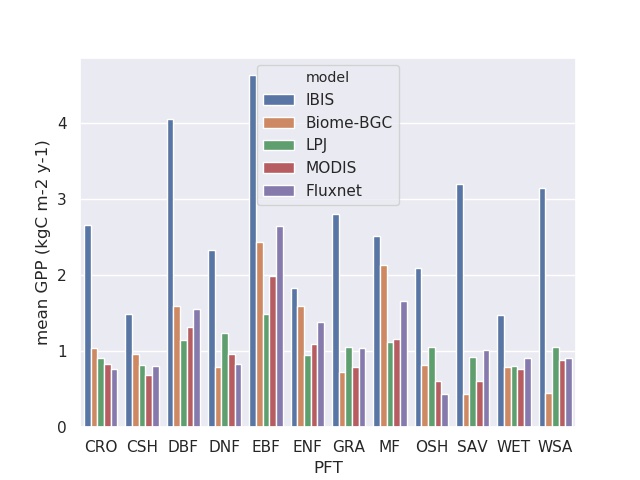 model
IBIS
Biome-BGC
LPJ
MODIS
Fluxnet
mean GPP (kgC m-2 y-1)
4
3
2
1
0
CRO CSH DBF DNF EBF ENF GRA MF OSH SAV WET WSA
PFT